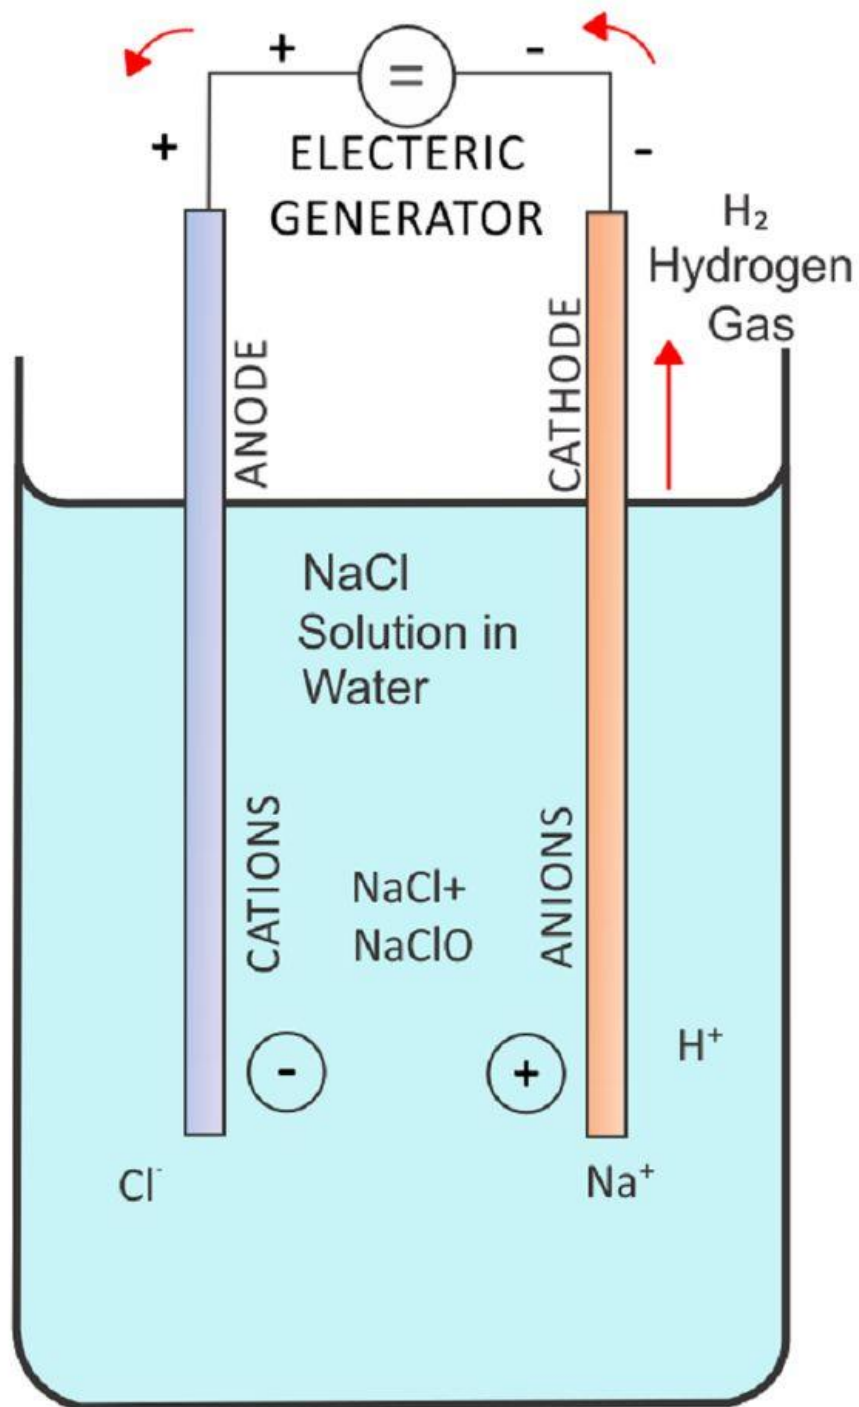 +
-
=
+
-
ELECTERIC
GENERATOR
H₂
Hydrogen
Gas
ANODE
CATHODE
NaCl
Solution in
Water
CATIONS
ANIONS
NaCl+
NaClO
H⁺
-
+
Cl⁻
Na⁺